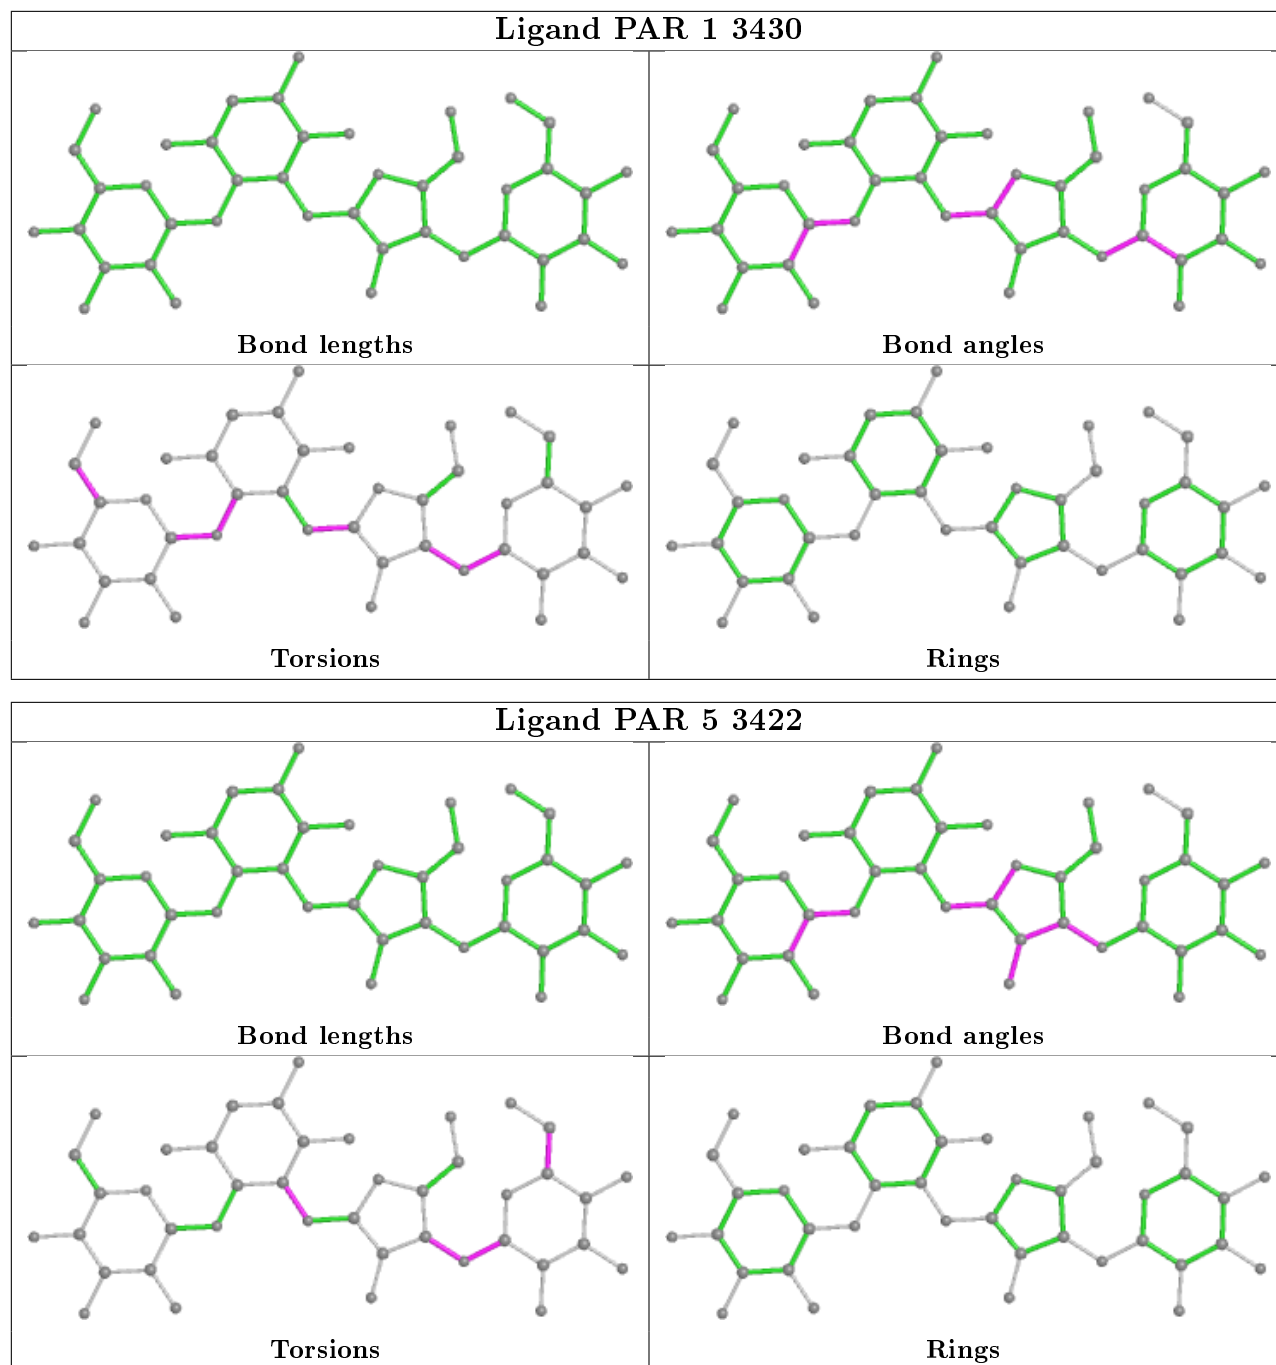 Ligand PAR 1 3430
Bond lengths
Bond angles
Torsions
Rings
Ligand PAR 5 3422
Bond lengths
Bond angles
Torsions
Rings